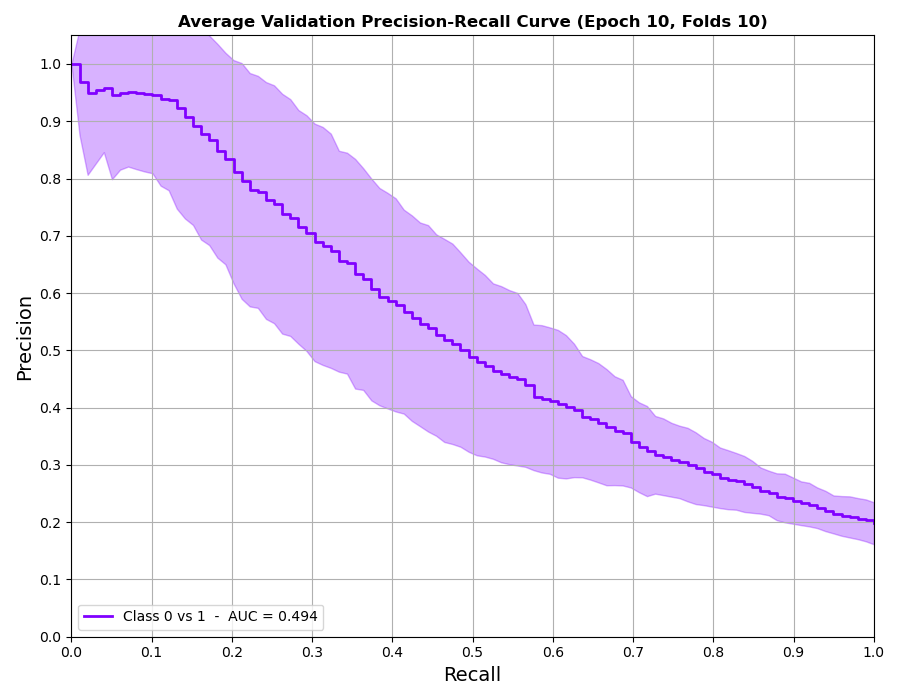 Average Validation Precision-Recall Curve (Epoch 10, Folds 10)
Precision
1.0
0.9
0.8
0.7
0.6
0.5
0.4
0.3
0.2
0.1
0.0
Class 0 vs 1 - AUC = 0.494
0.0 0.1 0.2 0.3 0.4 0.5 0.6 0.7 0.8 0.9 1.0
Recall